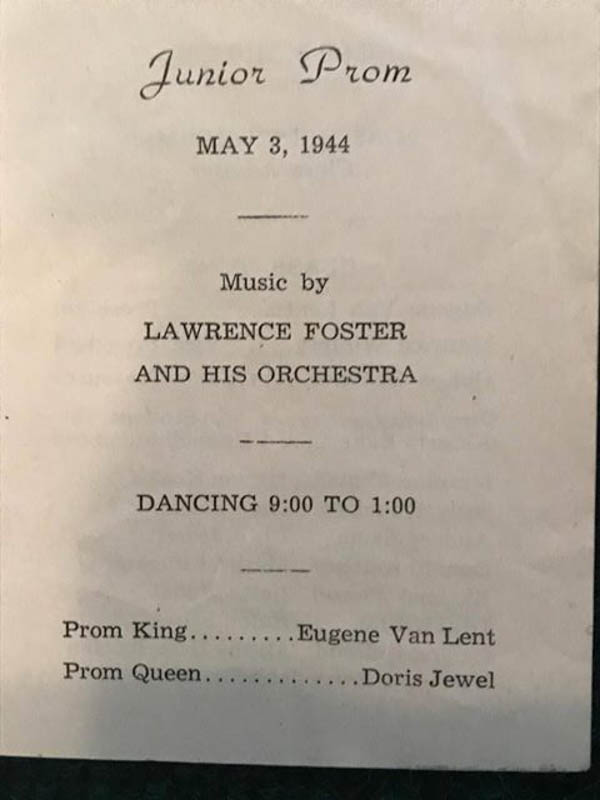 Junior Prom
MAY 3, 1944
Music by
LAWRENCE FOSTER
AND HIS ORCHESTRA
DANCING 9:00 TO 1:00
Prom King.........Eugene Van Lent
Prom Queen.............Doris Jewel